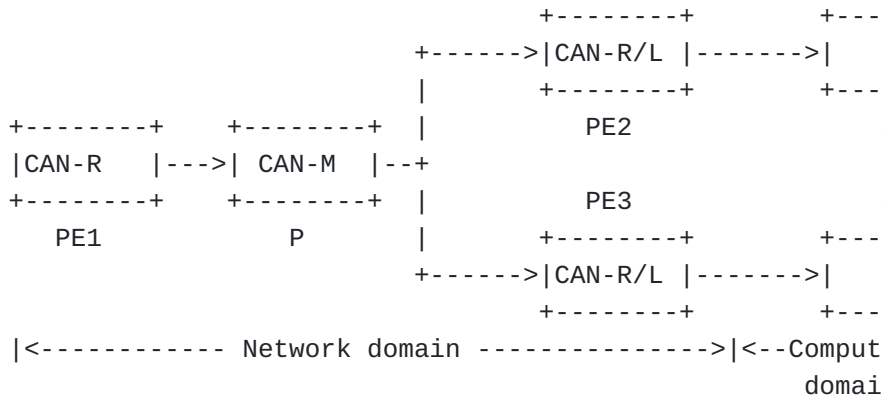 +--------+        +---
                          +------>|CAN-R/L |------->|
                          |       +--------+        +---
+--------+    +--------+  |          PE2
|CAN-R   |--->| CAN-M  |--+
+--------+    +--------+  |          PE3
   PE1            P       |       +--------+        +---
                          +------>|CAN-R/L |------->|
                                  +--------+        +---
|<------------ Network domain --------------->|<--Comput
                                                   domai